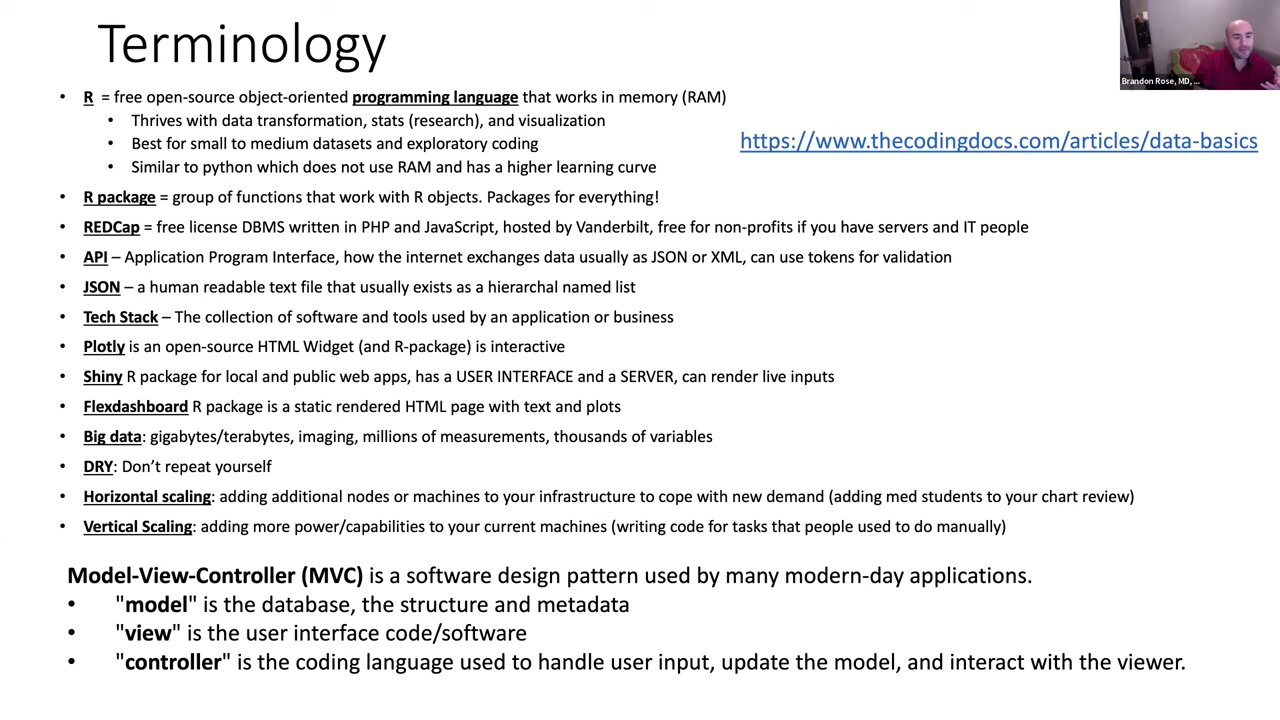 Terminology
Brandon Rose, MD, ...
• R = free open-source object-oriented programming language that works in memory (RAM)
• Thrives with data transformation, stats (research), and visualization
• Best for small to medium datasets and exploratory coding
• Similar to python which does not use RAM and has a higher learning curve
https://www.thecodingdocs.com/articles/data-basics
• R package = group of functions that work with R objects. Packages for everything!
• REDCap = free license DBMS written in PHP and JavaScript, hosted by Vanderbilt, free for non-profits if you have servers and IT people
• API – Application Program Interface, how the internet exchanges data usually as JSON or XML, can use tokens for validation
• JSON – a human readable text file that usually exists as a hierarchal named list
• Tech Stack – The collection of software and tools used by an application or business
• Plotly is an open-source HTML Widget (and R-package) is interactive
• Shiny R package for local and public web apps, has a USER INTERFACE and a SERVER, can render live inputs
• Flexdashboard R package is a static rendered HTML page with text and plots
• Big data: gigabytes/terabytes, imaging, millions of measurements, thousands of variables
• DRY: Don’t repeat yourself
• Horizontal scaling: adding additional nodes or machines to your infrastructure to cope with new demand (adding med students to your chart review)
• Vertical Scaling: adding more power/capabilities to your current machines (writing code for tasks that people used to do manually)
Model-View-Controller (MVC) is a software design pattern used by many modern-day applications.
• "model" is the database, the structure and metadata
• "view" is the user interface code/software
• "controller" is the coding language used to handle user input, update the model, and interact with the viewer.